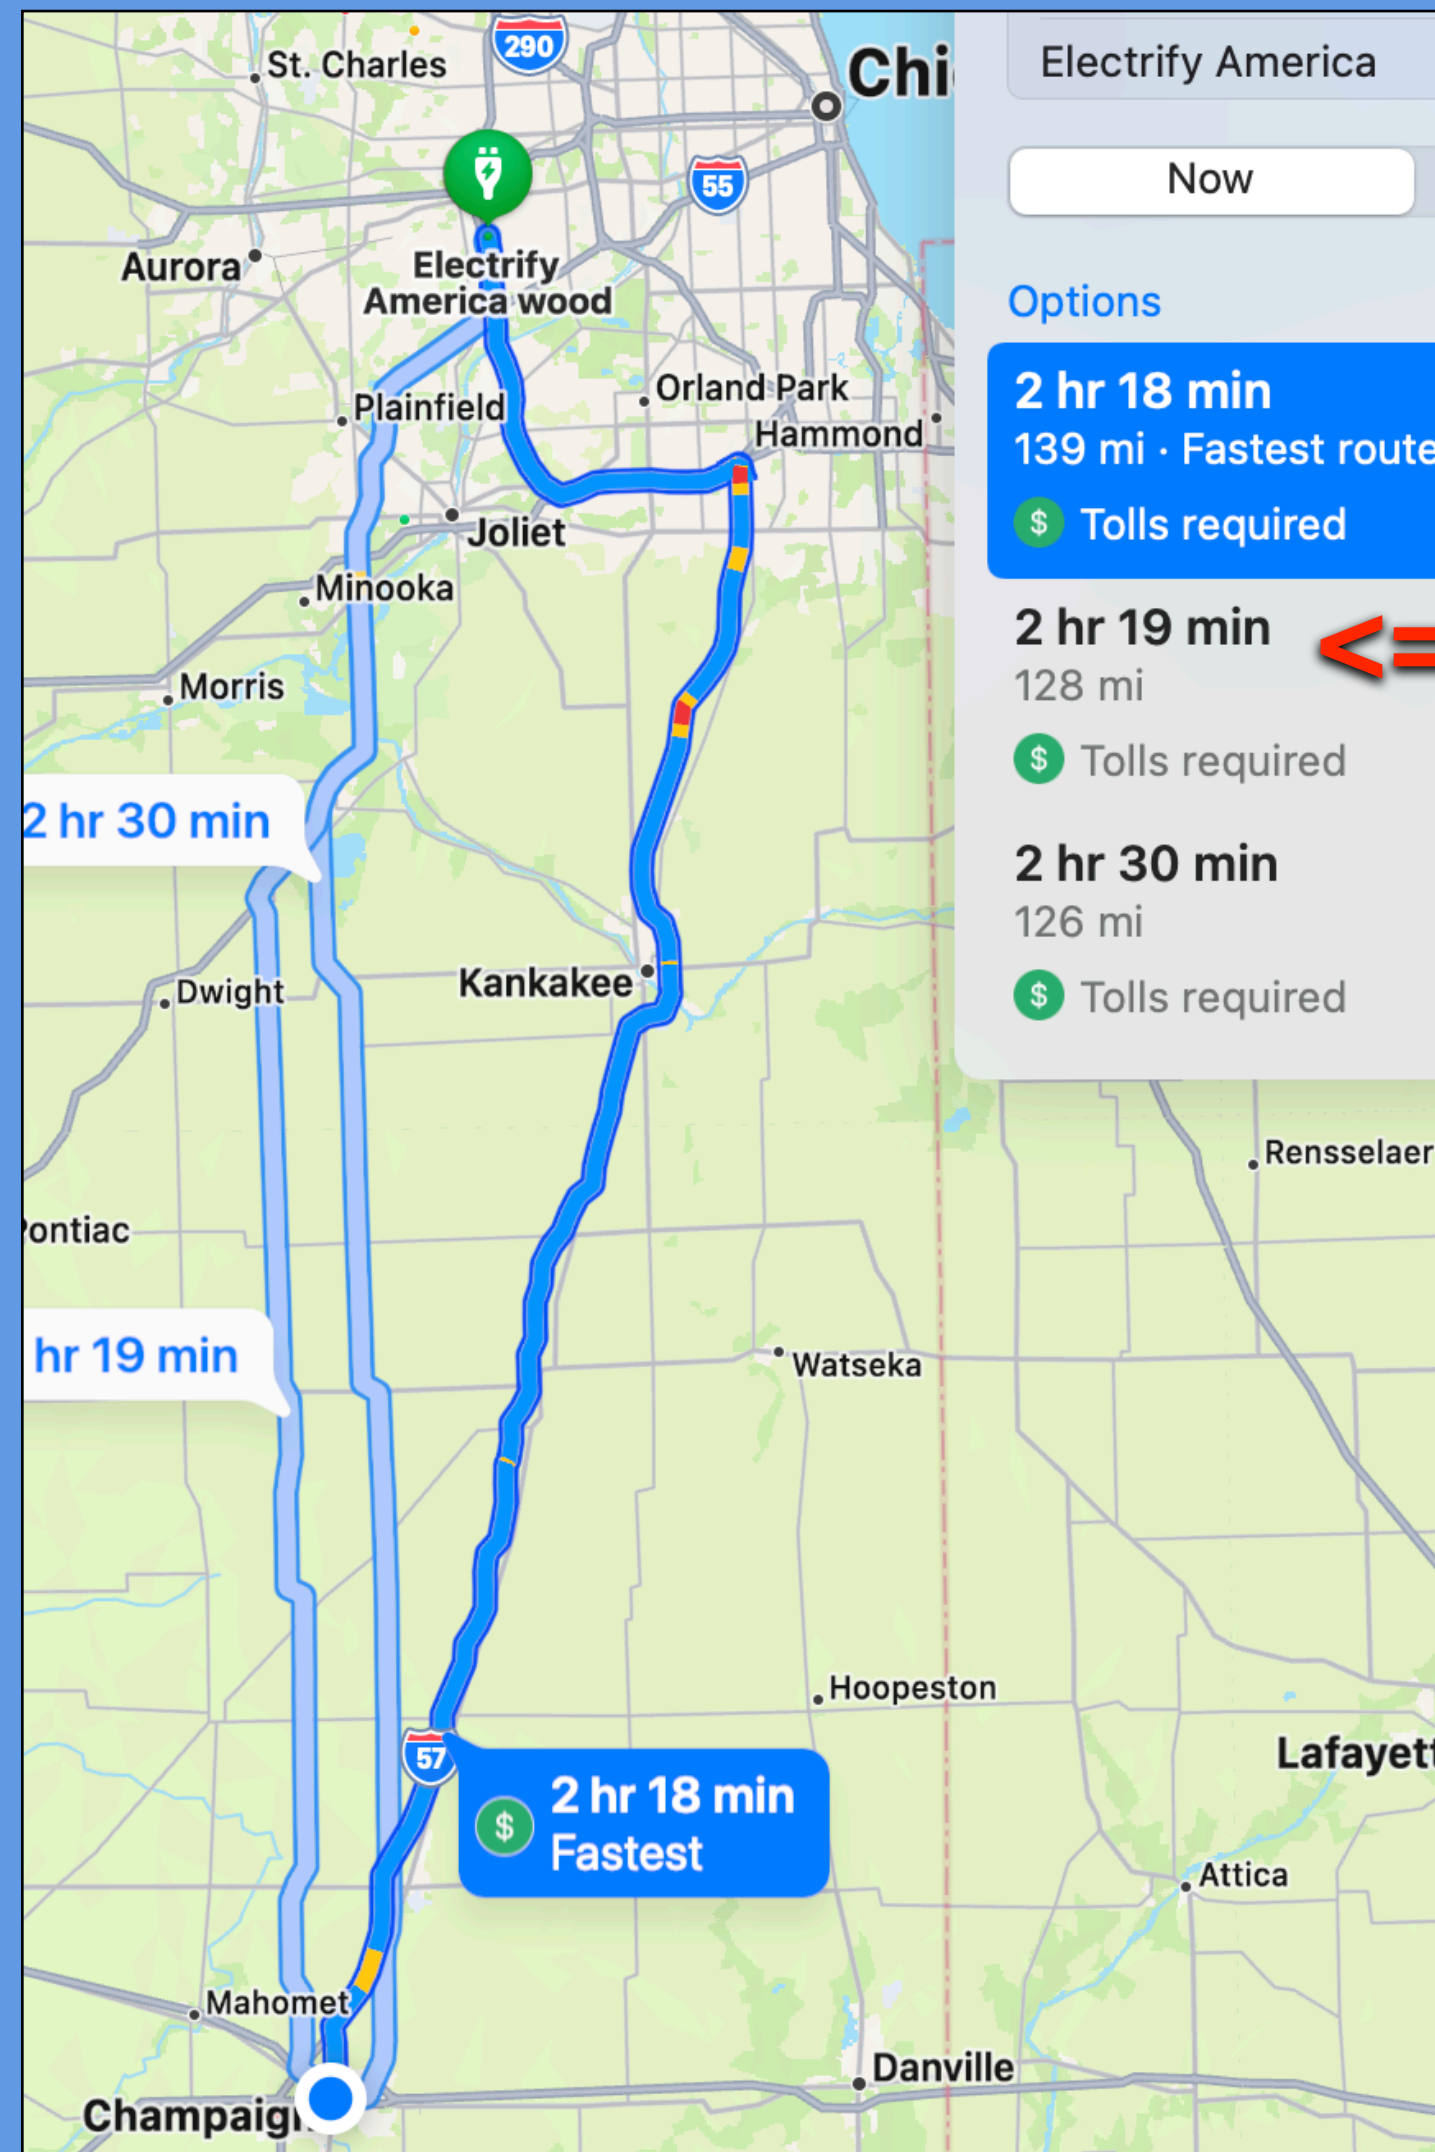 290
St. Charles
Chi
Electrify America
55
Now
Aurora
Electrify
America wood
Options
2 hr 18 min
139 mi · Fastest route
$ Tolls required
Plainfield
Orland Park
Hammond
Joliet
Minooka
2 hr 19 min <=
128 mi
$ Tolls required
Morris
2 hr 30 min
2 hr 30 min
126 mi
$ Tolls required
Kankakee
Dwight
Rensselaer
ontiac
hr 19 min
Watseka
Hoopeston
57
Lafayett
$ 2 hr 18 min
Fastest
Attica
Mahomet
Danville
Champaig